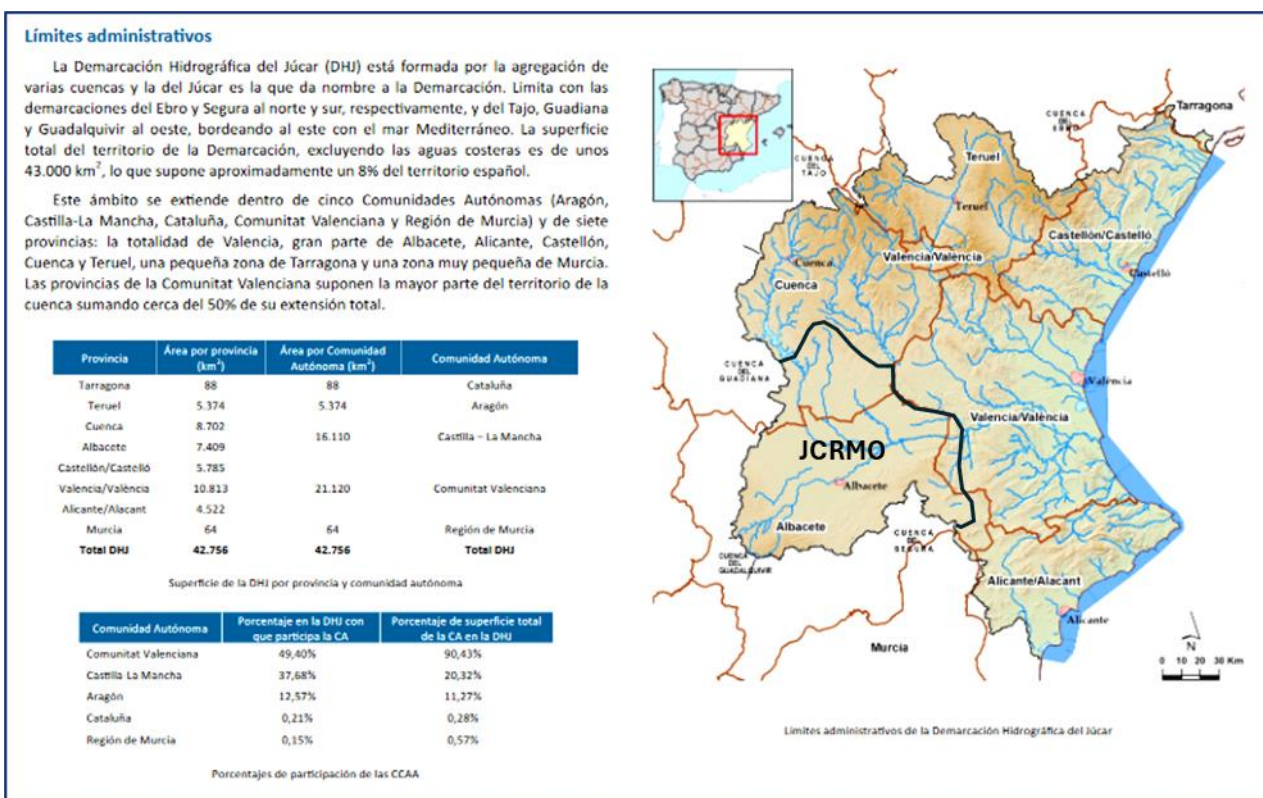 Límites administrativos
La Demarcación Hidrográfica del Júcar (DHJ) está formada por la agregación de
varias cuencas y la del Júcar es la que da nombre a la Demarcación. Limita con las
demarcaciones del Ebro y Segura al norte y sur, respectivamente, y del Tajo, Guadiana
y Guadalquivir al oeste, bordeando al este con el mar Mediterráneo. La superficie
total del territorio de la Demarcación, excluyendo las aguas costeras es de unos
43.000 km², lo que supone aproximadamente un 8% del territorio español.
Este ámbito se extiende dentro de cinco Comunidades Autónomas (Aragón,
Castilla-La Mancha, Cataluña, Comunitat Valenciana y Región de Murcia) y de siete
provincias: la totalidad de Valencia, gran parte de Albacete, Alicante, Castellón,
Cuenca y Teruel, una pequeña zona de Tarragona y una zona muy pequeña de Murcia.
Las provincias de la Comunitat Valenciana suponen la mayor parte del territorio de la
cuenca sumando cerca del 50% de su extensión total.
Provincia Área por provincia (km²) Área por Comunidad Autónoma (km²) Comunidad Autónoma
Tarragona 88 88 Cataluña
Teruel 5.374 5.374 Aragón
Cuenca 8.702
16.110 Castilla – La Mancha
Albacete 7.409
Castellón/Castelló 5.785
Valencia/València 10.813 21.120 Comunitat Valenciana
Alicante/Alacant 4.522
Murcia 64 64 Región de Murcia
Total DHJ 42.756 42.756 Total DHJ
Superficie de la DHJ por provincia y comunidad autónoma
Comunidad Autónoma Porcentaje en la DHJ con que participa la CA Porcentaje de superficie total de la CA en la DHJ
Comunitat Valenciana 49,40% 90,43%
Castilla La Mancha 37,68% 20,32%
Aragón 12,57% 11,27%
Cataluña 0,21% 0,28%
Región de Murcia 0,15% 0,57%
Porcentajes de participación de las CCAA
Tarragona
CUENCA
DEL
EBRO
CUENCA
DEL
TAJO
Teruel
Teruel
Castellón/Castelló
Valencia/València
Cuenca
Castelló
Cuenca
CUENCA
DEL
GUADIANA
València
Valencia/València
JCRMO
Albacete
Albacete
CUENCA
DEL
SEGURA
CUENCA
DEL
GUADALQUIVIR
Alicante/Alacant
Alicante
Murcia
N
0 10 20 30 Km
Límites administrativos de la Demarcación Hidrográfica del Júcar